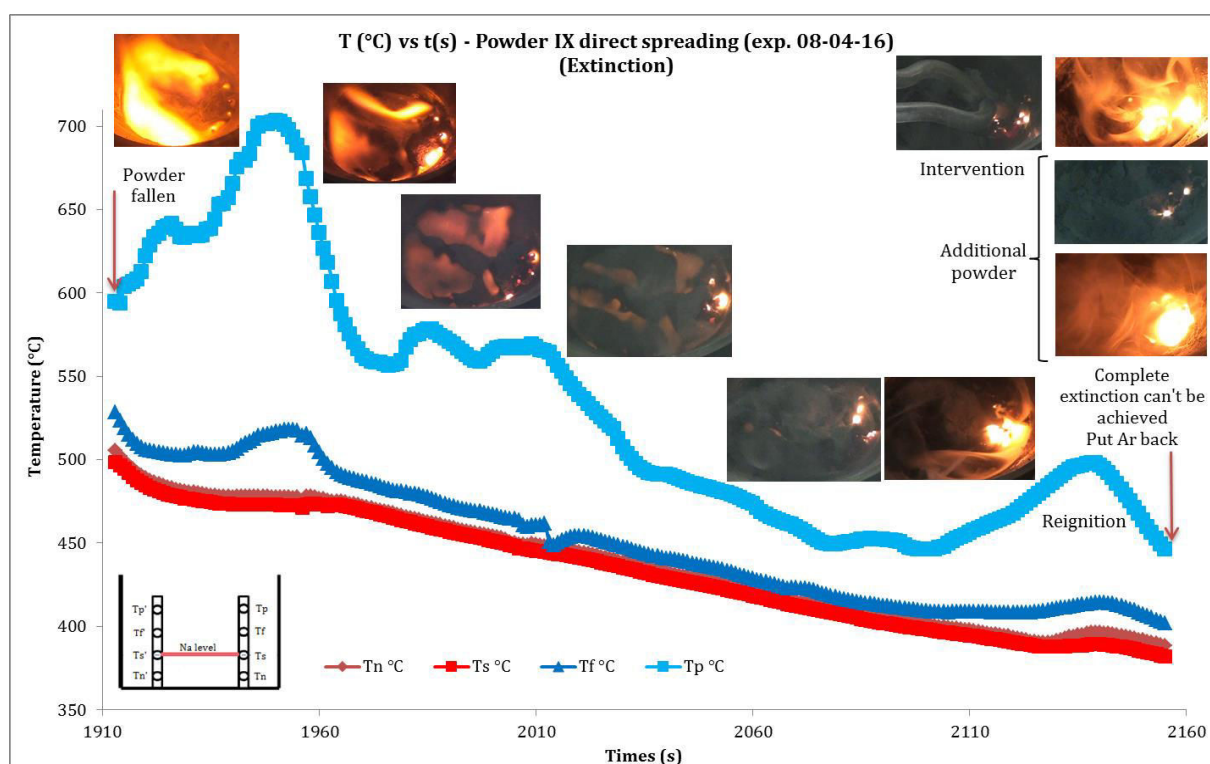 T (°C) vs t(s) - Powder IX direct spreading (exp. 08-04-16)
(Extinction)
Powder
fallen
Intervention
Additional
powder
Complete
extinction can't be
achieved
Put Ar back
Reignition
Temperature (°C)
700
650
600
550
500
450
400
350
1910
1960
2010
2060
2110
2160
Times (s)
Tp'
Tp
Tf'
Tf
Na level
Ts'
Ts
Tn'
Tn
Tn °C
Ts °C
Tf °C
Tp °C